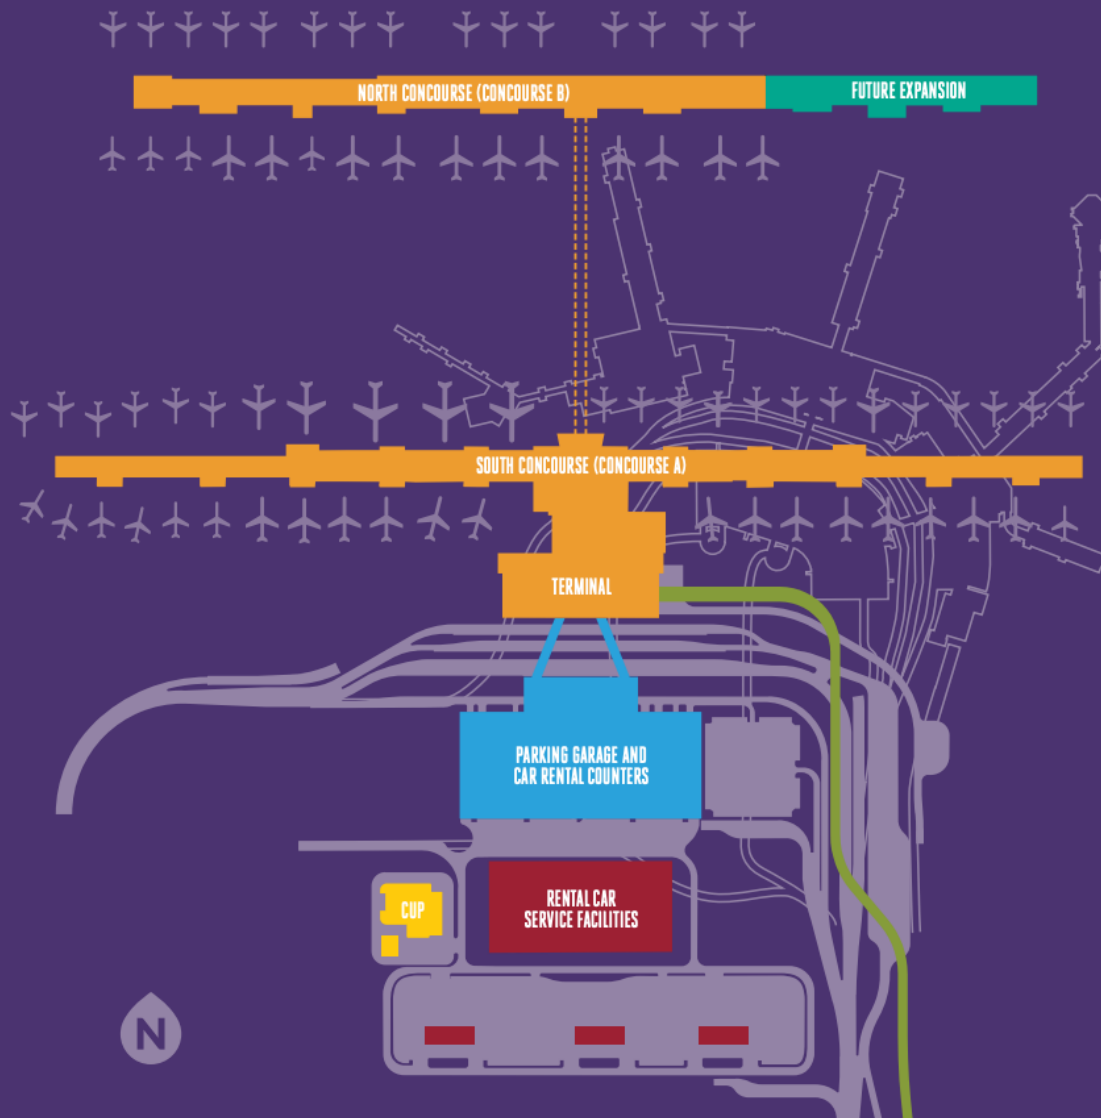 NORTH CONCOURSE (CONCOURSE B)
FUTURE EXPANSION
SOUTH CONCOURSE (CONCOURSE A)
TERMINAL
PARKING GARAGE AND
CAR RENTAL COUNTERS
RENTAL CAR
SERVICE FACILITIES
CUP
N